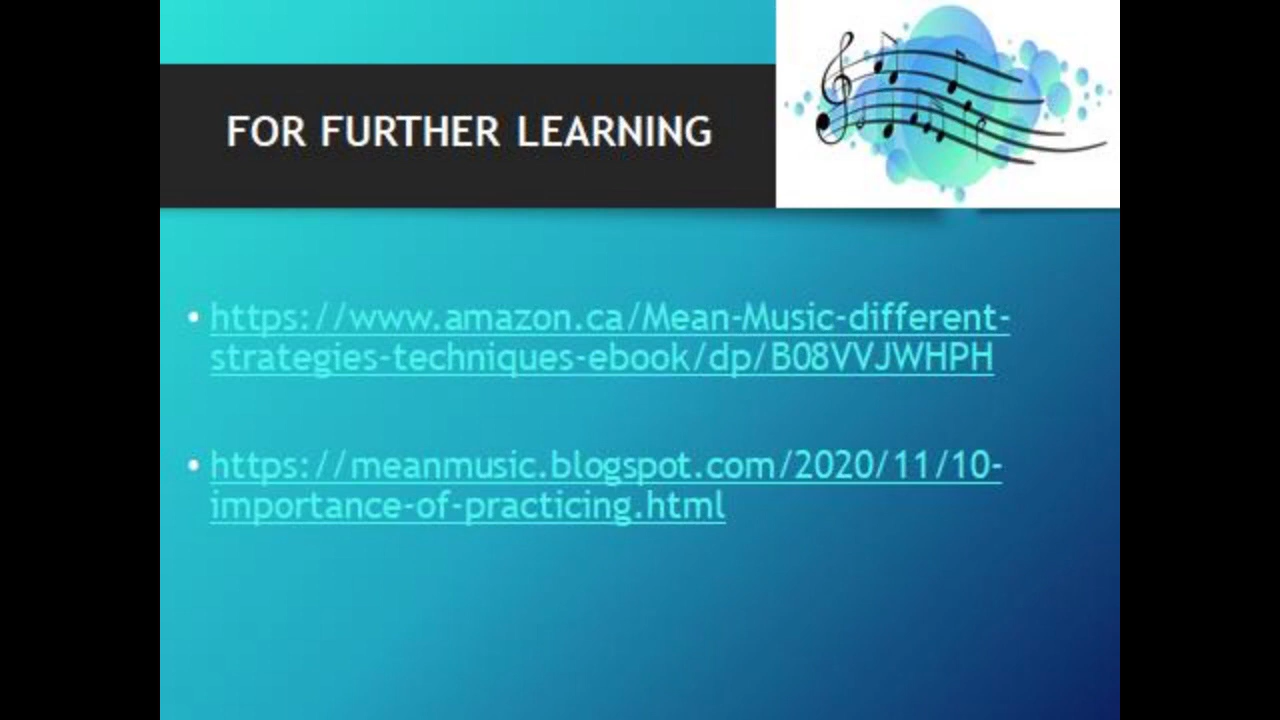 FOR FURTHER LEARNING
• https://www.amazon.ca/Mean-Music-different-
strategies-techniques-ebook/dp/B08VVJWHPH
• https://meanmusic.blogspot.com/2020/11/10-
importance-of-practicing.html